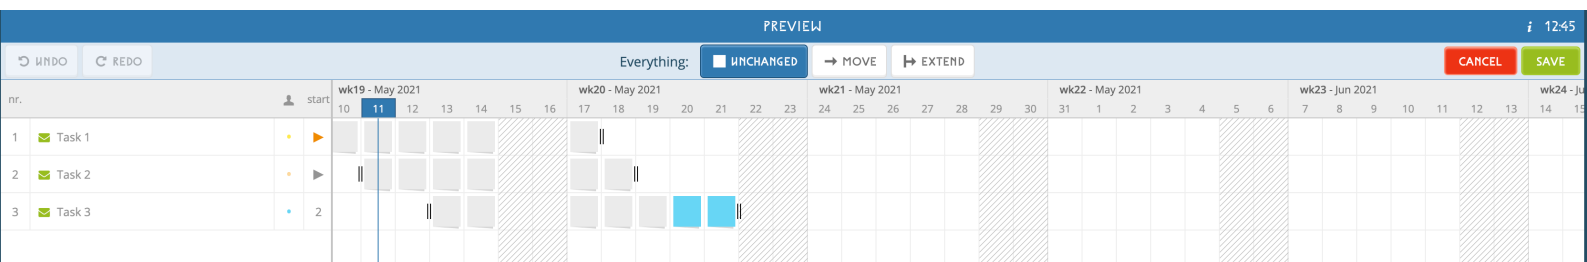 PREVIEW
i 12:45
UNDO REDO Everything: UNCHANGED MOVE EXTEND CANCEL SAVE
nr. start
wk19 - May 2021 wk20 - May 2021 wk21 - May 2021 wk22 - May 2021 wk23 - Jun 2021 wk24 - Ju
10 11 12 13 14 15 16 17 18 19 20 21 22 23 24 25 26 27 28 29 30 31 1 2 3 4 5 6 7 8 9 10 11 12 13 14 15
1 Task 1
2 Task 2
3 Task 3 2